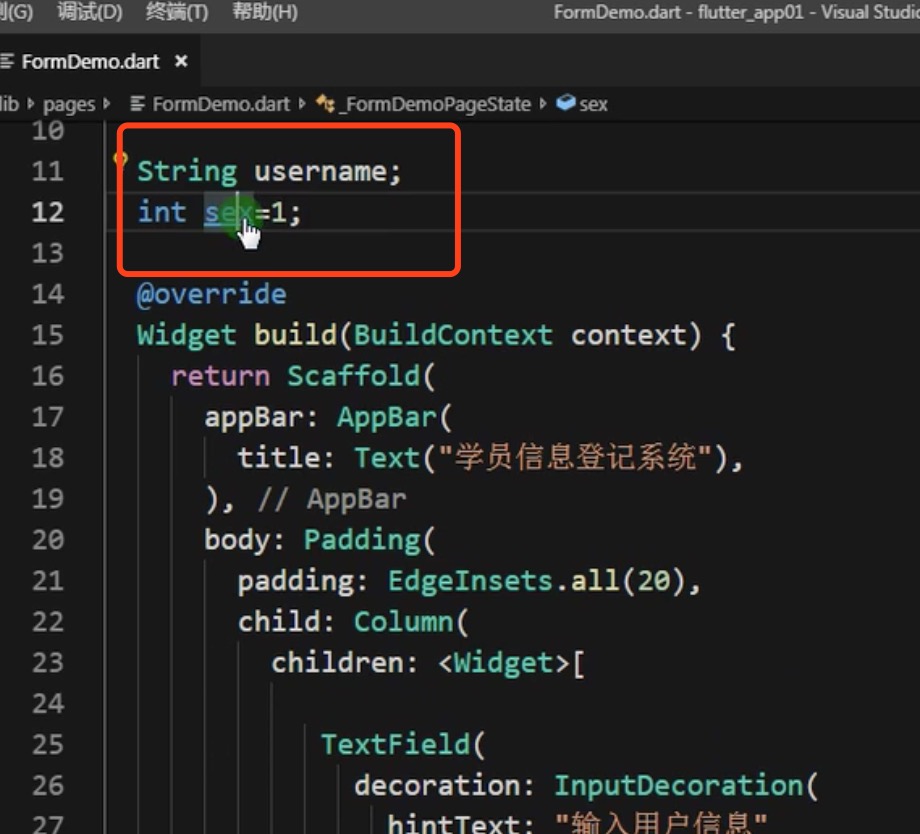 (G) 调试(D) 终端(T) 帮助(H) FormDemo.dart - flutter_app01 - Visual Studio
FormDemo.dart ×
lib pages FormDemo.dart _FormDemoPageState sex
10
11 String username;
12 int sex=1;
13
14 @override
15 Widget build(BuildContext context) {
16 return Scaffold(
17 appBar: AppBar(
18 title: Text("学员信息登记系统"),
19 ), // AppBar
20 body: Padding(
21 padding: EdgeInsets.all(20),
22 child: Column(
23 children: <Widget>[
24
25 TextField(
26 decoration: InputDecoration(
27 hintText: "输入用户信息"